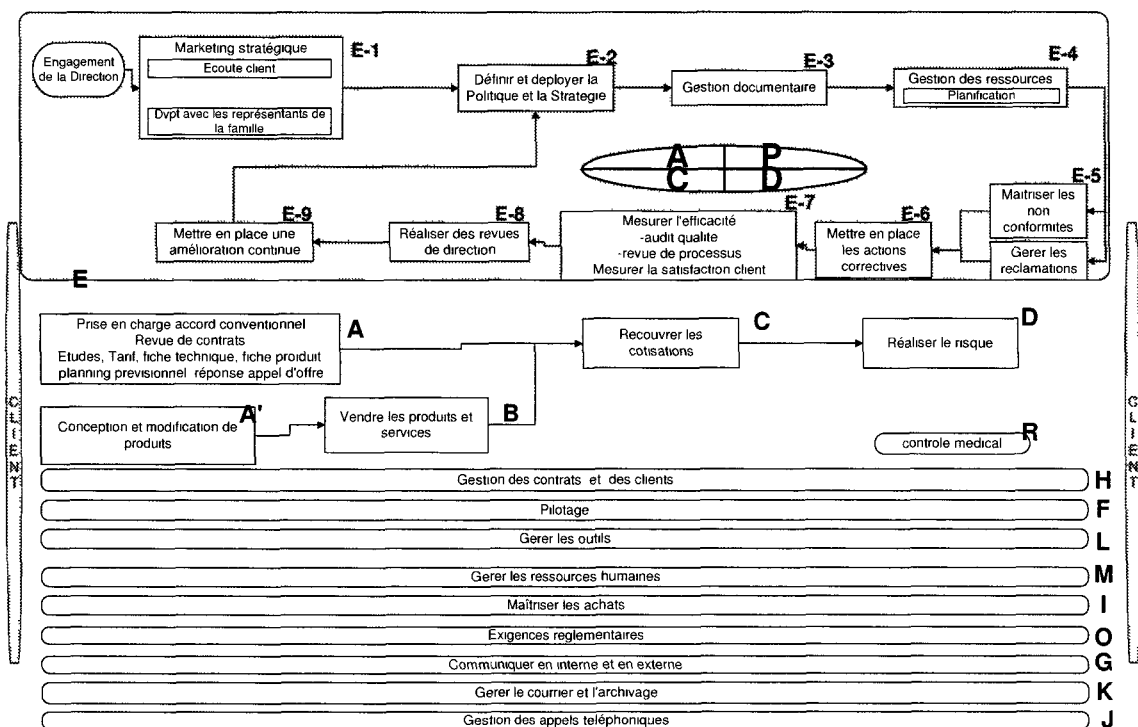 Engagement
de la Direction
Marketing stratégique
Ecoute client
Dvpt avec les représentants de
la famille
E-1
Définir et deployer la
Politique et la Strategie
E-2
Gestion documentaire
E-3
Gestion des ressources
Planification
E-4
A P
C D
E-5
Maitriser les
non
conformites
Gerer les
reclamations
E-6
Mettre en place
les actions
correctives
E-7
Mesurer l'efficacité
-audit qualite
-revue de processus
Mesurer la satisfaction client
E-8
Réaliser des revues
de direction
E-9
Mettre en place une
amélioration continue
E
Prise en charge accord conventionnel
Revue de contrats
Etudes, Tarif, fiche technique, fiche produit
planning previsionnel réponse appel d'offre
A
Recouvrer les
cotisations
C
Réaliser le risque
D
Conception et modification de
produits
A'
Vendre les produits et
services
B
controle medical
R
CLIENT
CLIENT
Gestion des contrats et des clients
H
Pilotage
F
Gerer les outils
L
Gerer les ressources humaines
M
Maîtriser les achats
I
Exigences reglementaires
O
Communiquer en interne et en externe
G
Gerer le courrier et l'archivage
K
Gestion des appels teléphoniques
J